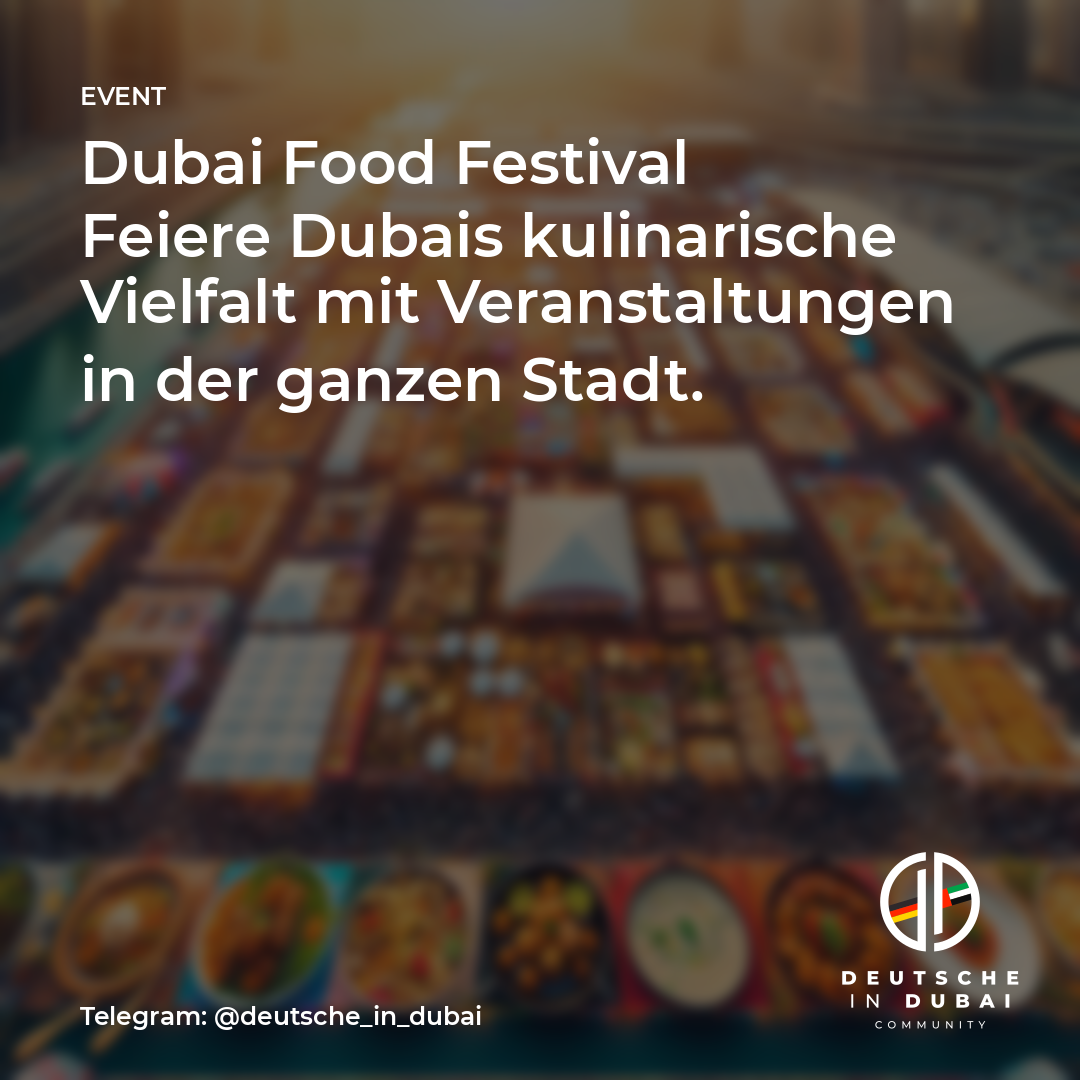 EVENT
Dubai Food Festival
Feiere Dubais kulinarische
Vielfalt mit Veranstaltungen
in der ganzen Stadt.
DEUTSCHE
IN DUBAI
COMMUNITY
Telegram: @deutsche_in_dubai